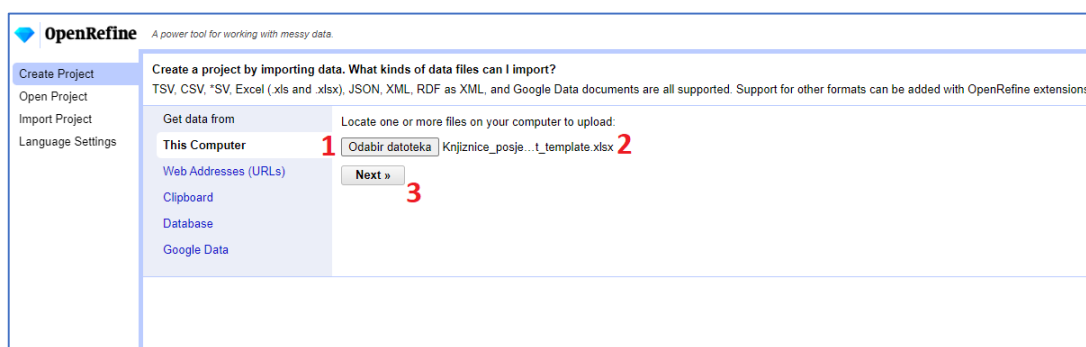 OpenRefine A power tool for working with messy data.
Create Project
Open Project
Import Project
Language Settings
Create a project by importing data. What kinds of data files can I import?
TSV, CSV, *SV, Excel (.xls and .xlsx), JSON, XML, RDF as XML, and Google Data documents are all supported. Support for other formats can be added with OpenRefine extensions
Get data from
This Computer
Web Addresses (URLs)
Clipboard
Database
Google Data
Locate one or more files on your computer to upload:
1 Odabir datoteka Knjiznice_posje...t_template.xlsx 2
Next »
3